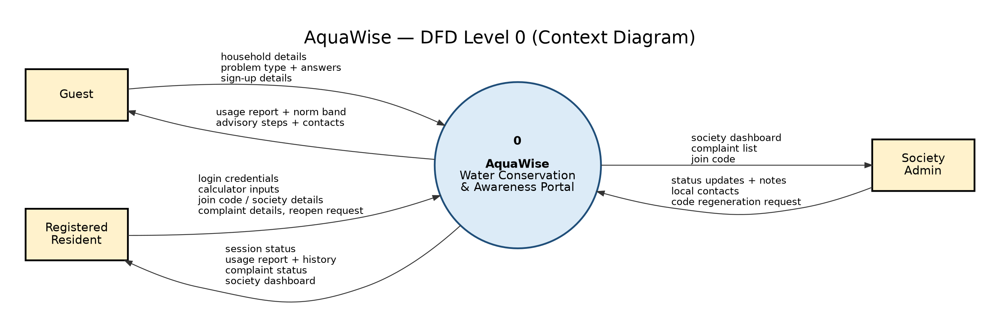 AquaWise — DFD Level 0 (Context Diagram)
household details
problem type + answers
sign-up details
Guest
usage report + norm band
advisory steps + contacts
0
AquaWise
Water Conservation
& Awareness Portal
society dashboard
complaint list
join code
Society
Admin
status updates + notes
local contacts
code regeneration request
login credentials
calculator inputs
join code / society details
complaint details, reopen request
Registered
Resident
session status
usage report + history
complaint status
society dashboard